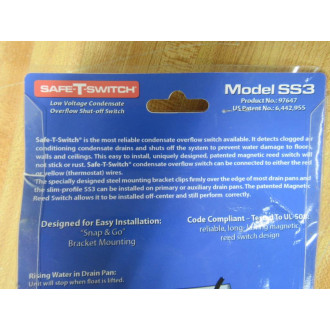 SAFE-T-SWITCH®
Low Voltage Condensate
Overflow Shut-off Switch
Model SS3
Product No.: 97647
US Patent No.: 6,442,955
Safe-T-Switch® is the most reliable condensate overflow switch available. It detects clogged air
conditioning condensate drains and shuts off the system to prevent water damage to floors,
walls and ceilings. This easy to install, uniquely designed, patented magnetic reed switch will
not stick or rust. Safe-T-Switch® condensate overflow switch can be connected to either the red
or yellow (thermostat) wires.
The specially designed steel mounting bracket clips firmly over the edge of most drain pans and
the slim-profile SS3 can be installed on primary or auxiliary drain pans. The patented Magnetic
Reed Switch allows it to be installed off-center and still perform correctly.
Designed for Easy Installation:
"Snap & Go"
Bracket Mounting
Code Compliant – Tested To UL 508:
reliable, long-lasting magnetic
reed switch design
Rising Water in Drain Pan:
Unit will stop when float is lifted.